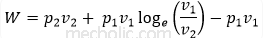 W = p₂v₂ + p₁v₁ logₑ(v₁/v₂) − p₁v₁
mecholic.com